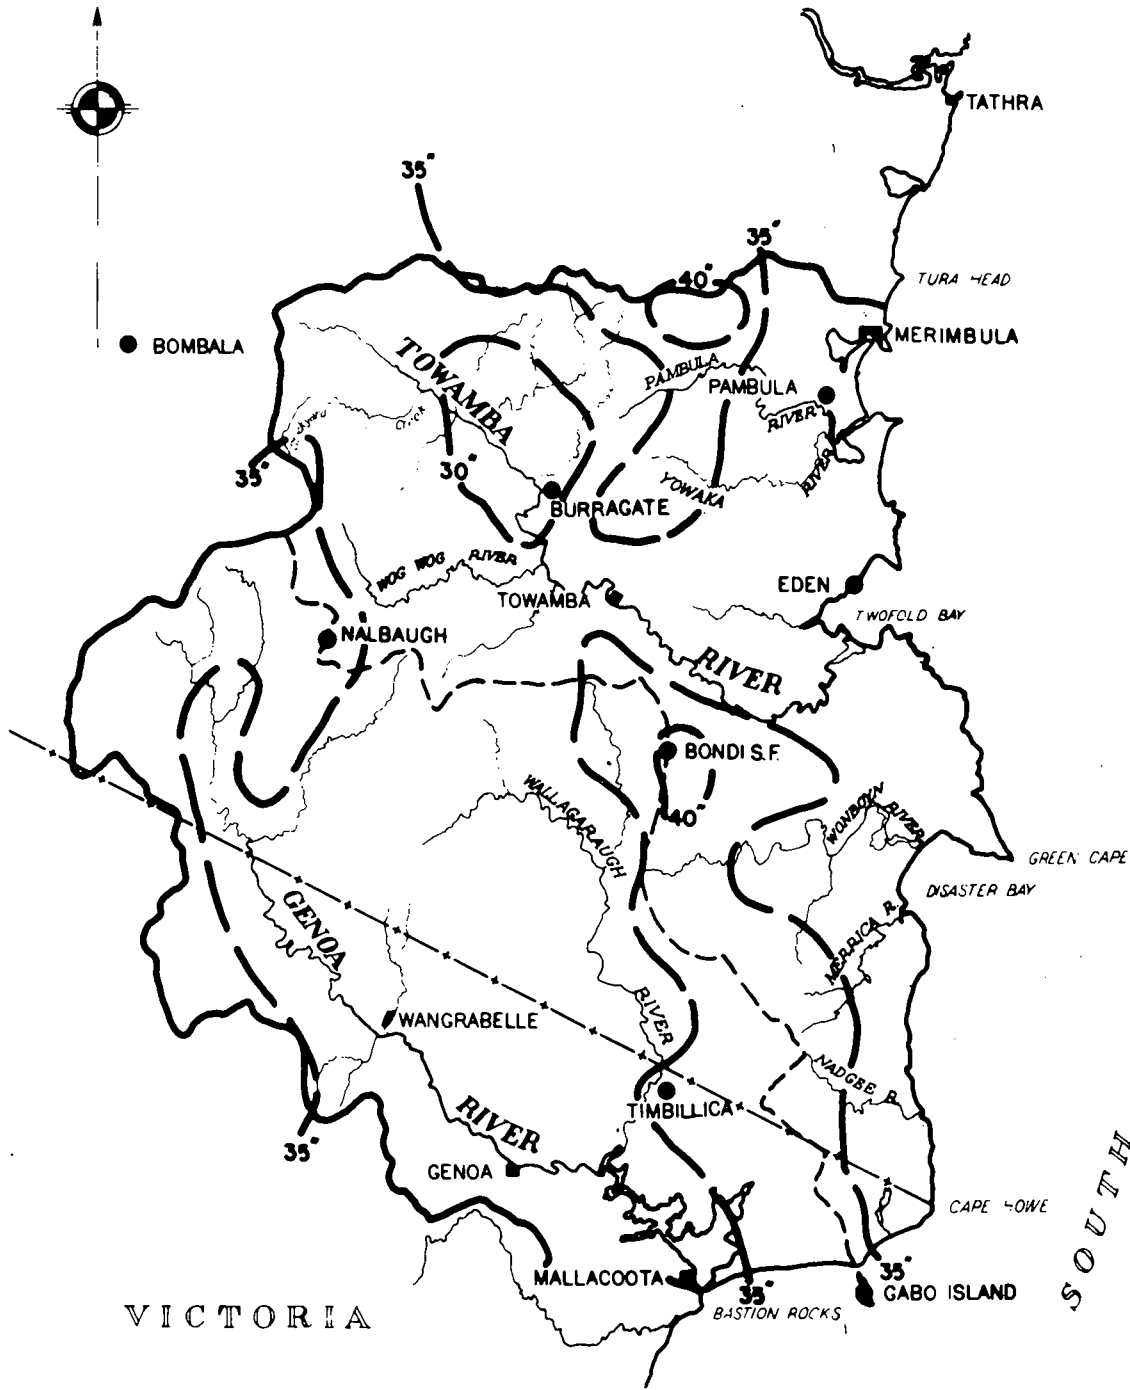 TATHRA
35"
35"
TURA HEAD
40"
MERIMBULA
BOMBALA
TOWAMBA
PAMBULA
PAMBULA
RIVER
Creek
35"
30"
RIVER
YOWAKA
BURRAGATE
WOG WOG RIVER
EDEN
TOWAMBA
TWOFOLD BAY
NALBAUGH
RIVER
BONDI S.F.
WALLAGARAUGH
40"
WONBOYN
RIVER
GREEN CAPE
DISASTER BAY
GENOA
MERRICA R.
RIVER
WANGRABELLE
NADGEE R.
TIMBILLICA
RIVER
35"
GENOA
CAPE HOWE
SOUTH
35"
MALLACOOTA
35"
GABO ISLAND
VICTORIA
BASTION ROCKS